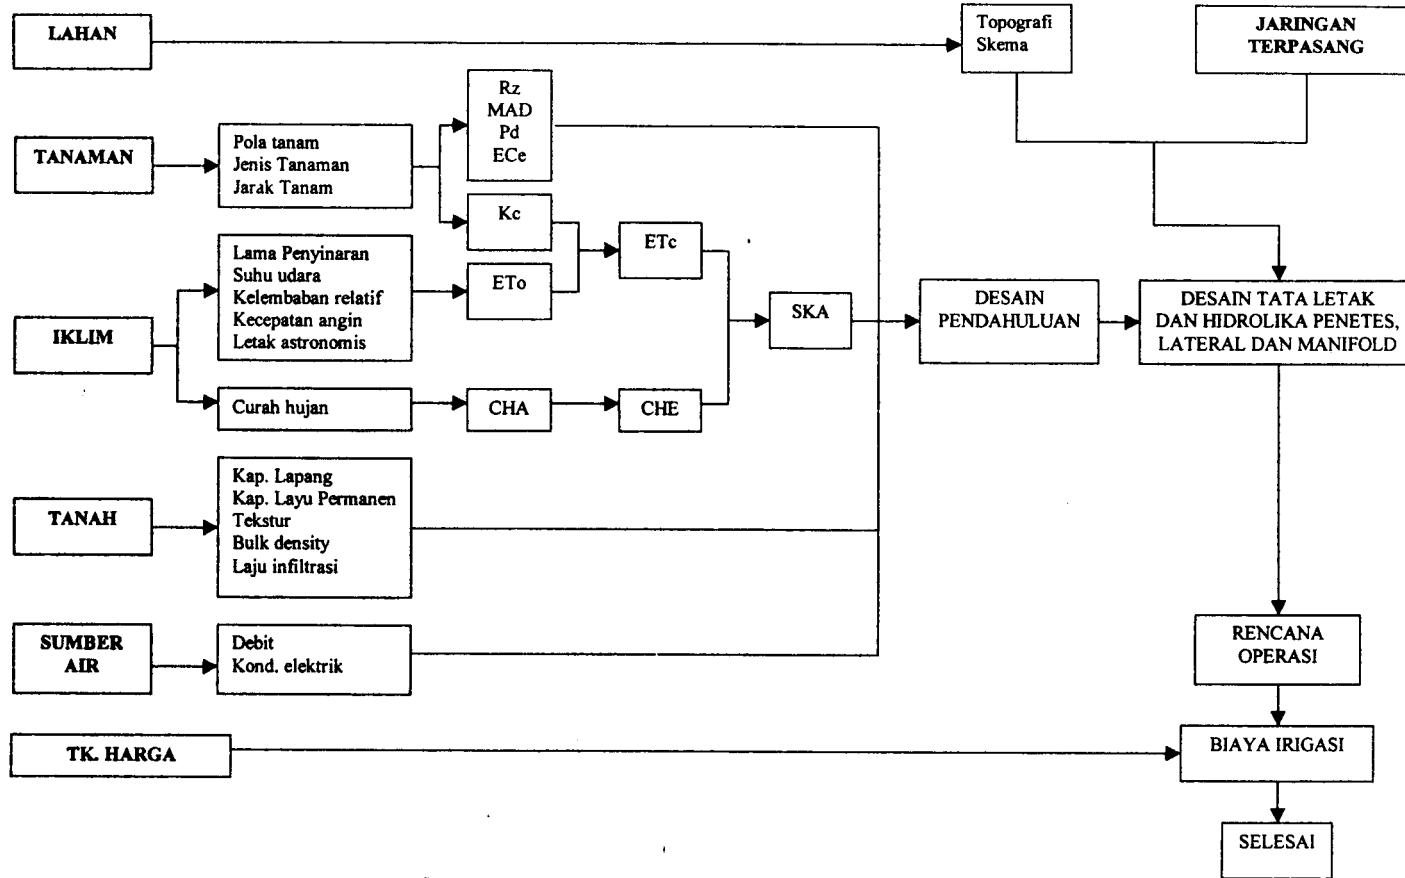 LAHAN
Topografi
Skema
JARINGAN
TERPASANG
TANAMAN
Pola tanam
Jenis Tanaman
Jarak Tanam
Rz
MAD
Pd
ECe
Kc
IKLIM
Lama Penyinaran
Suhu udara
Kelembaban relatif
Kecepatan angin
Letak astronomis
ETo
ETc
Curah hujan
CHA
CHE
SKA
DESAIN
PENDAHULUAN
DESAIN TATA LETAK
DAN HIDROLIKA PENETES,
LATERAL DAN MANIFOLD
TANAH
Kap. Lapang
Kap. Layu Permanen
Tekstur
Bulk density
Laju infiltrasi
SUMBER
AIR
Debit
Kond. elektrik
RENCANA
OPERASI
TK. HARGA
BIAYA IRIGASI
SELESAI